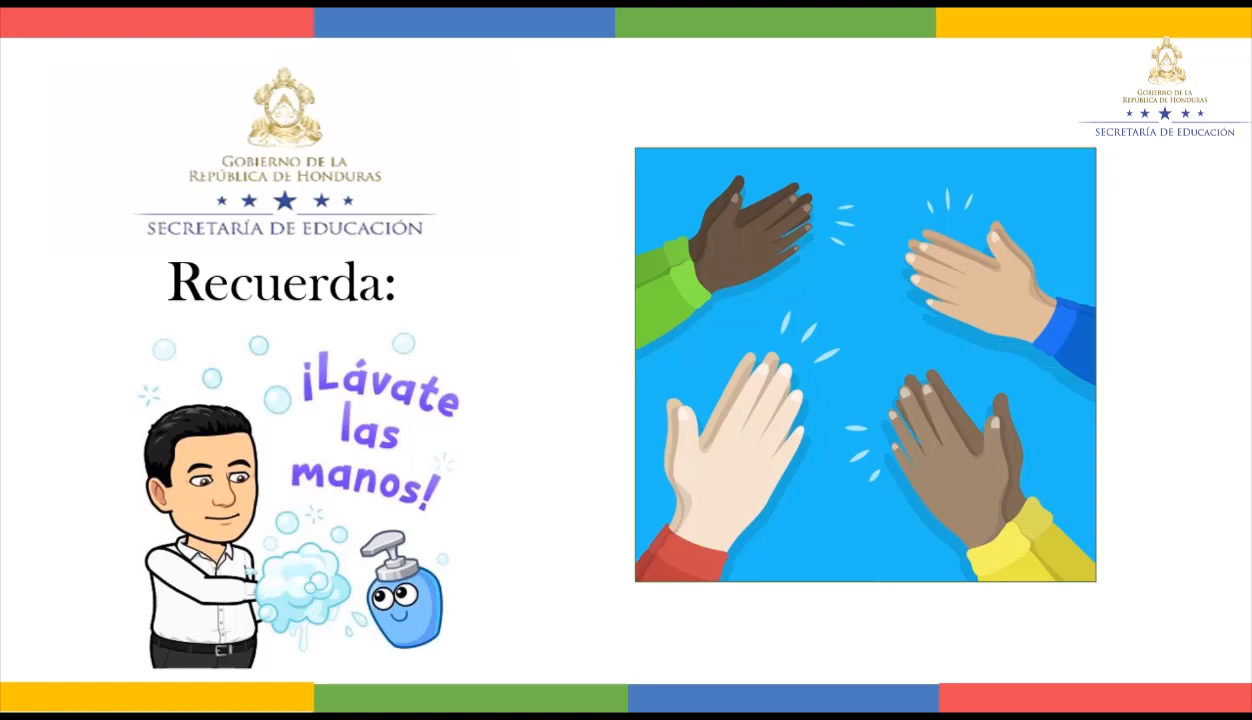 GOBIERNO DE LA
REPÚBLICA DE HONDURAS
SECRETARÍA DE EDUCACIÓN
Recuerda:
¡Lávate
las
manos!
GOBIERNO DE LA
REPÚBLICA DE HONDURAS
SECRETARÍA DE EDUCACIÓN